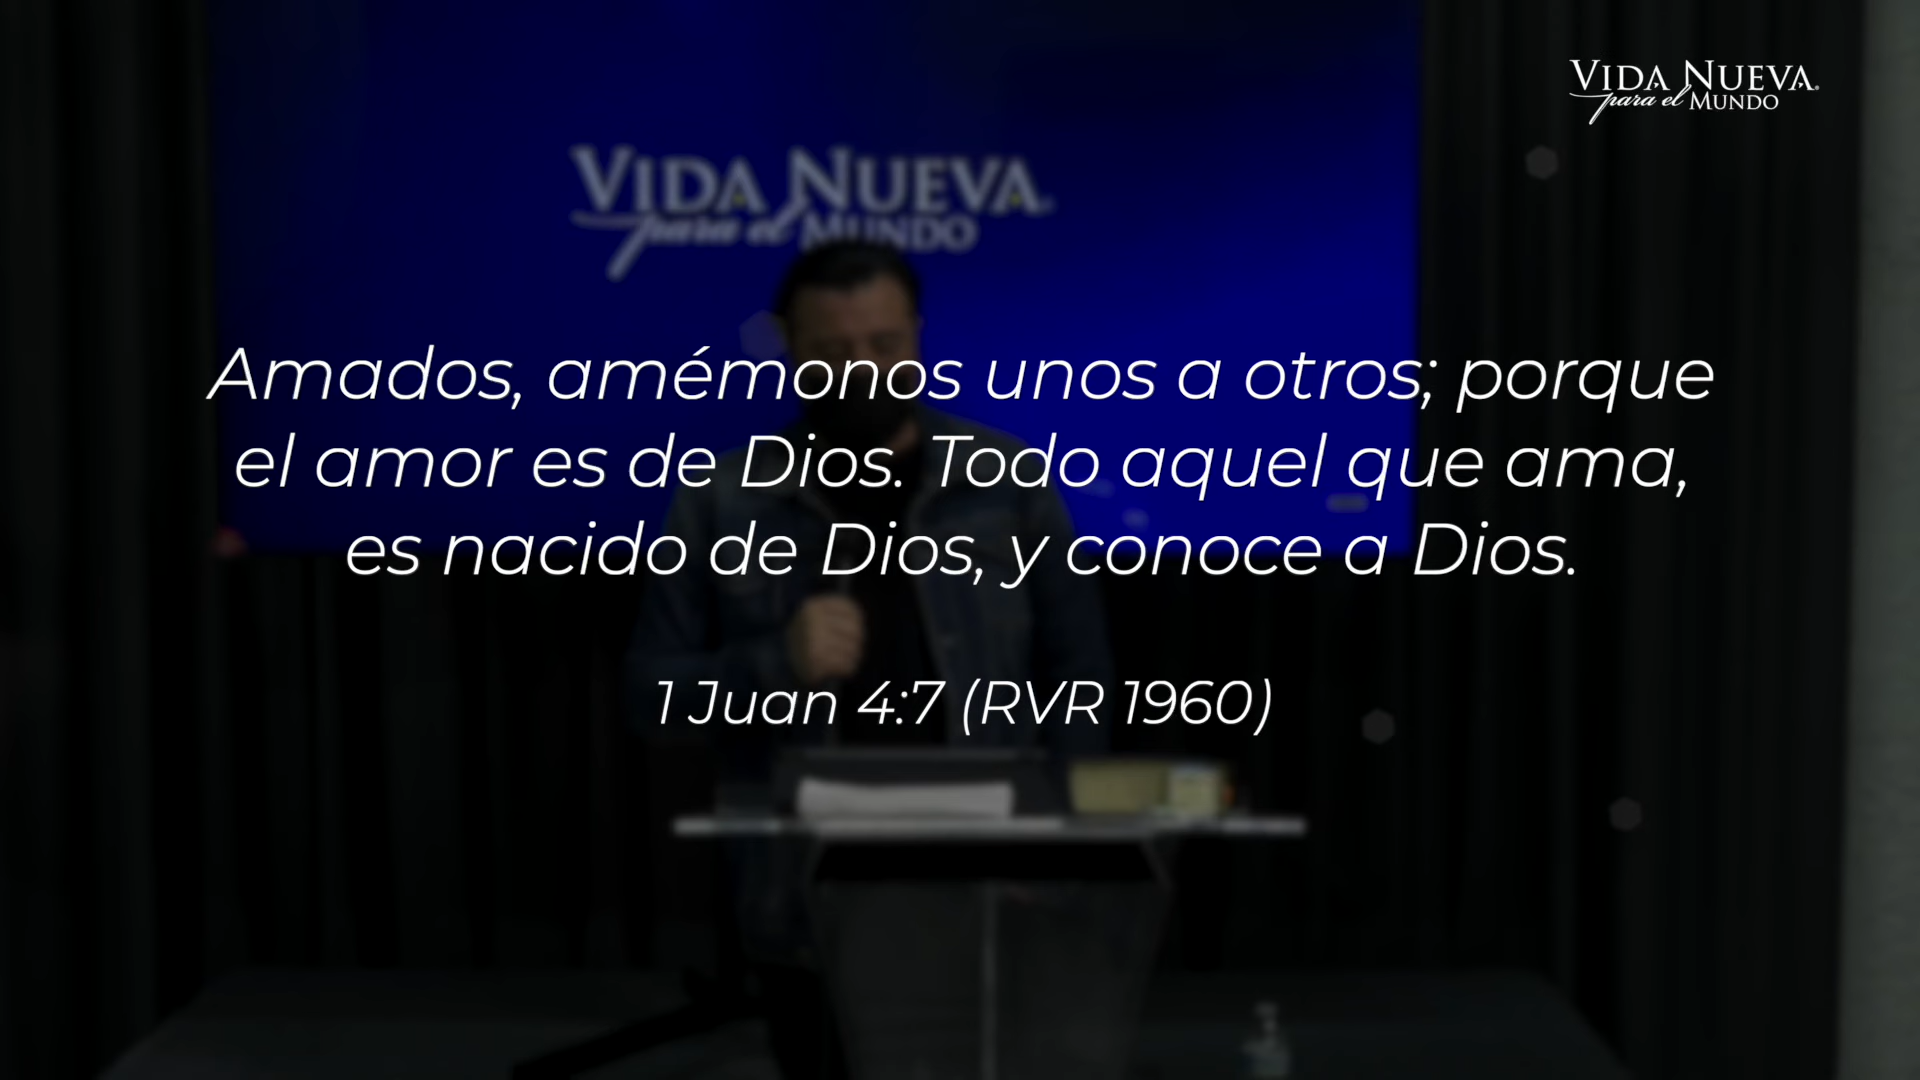 VIDA NUEVA
para el MUNDO
VIDA NUEVA
para el MUNDO
Amados, amémonos unos a otros; porque
el amor es de Dios. Todo aquel que ama,
es nacido de Dios, y conoce a Dios.
1 Juan 4:7 (RVR 1960)